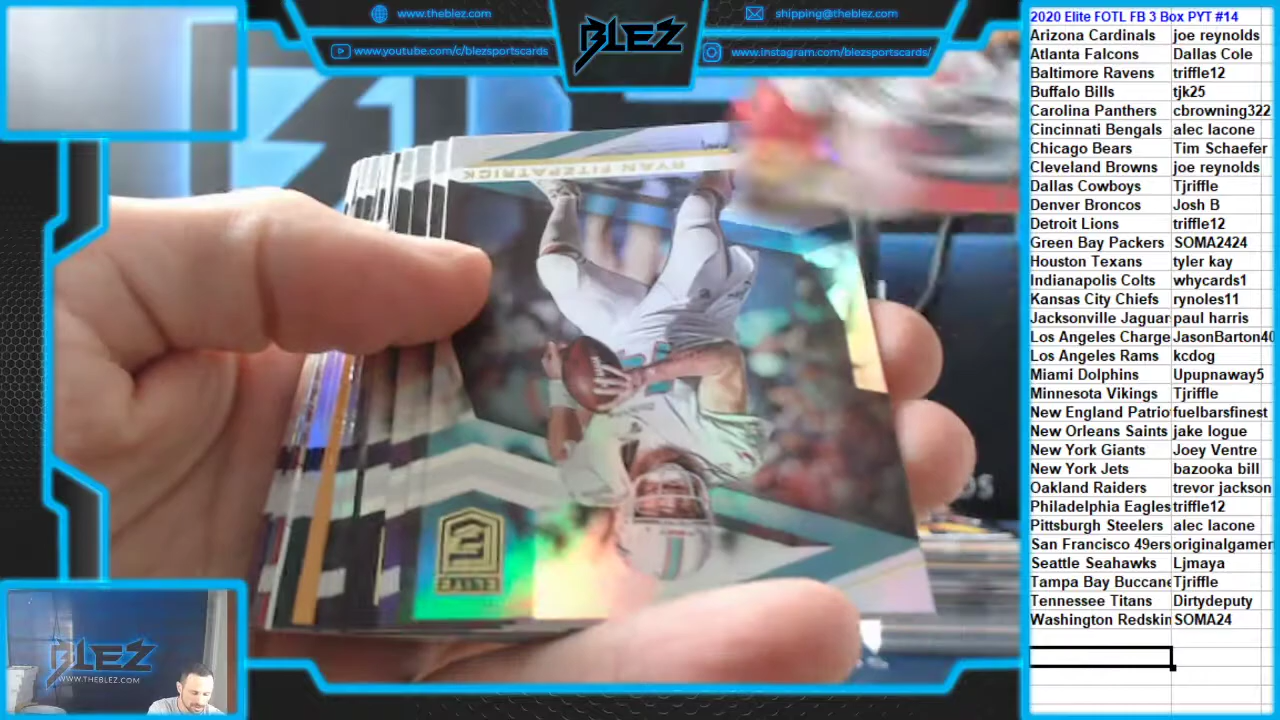 www.theblez.com
www.youtube.com/c/blezsportscards
BLEZ
shipping@theblez.com
www.instagram.com/blezsportscards/
RYAN FITZPATRICK
E
ELITE
BLEZ
WWW.THEBLEZ.COM
2020 Elite FOTL FB 3 Box PYT #14
Arizona Cardinals joe reynolds
Atlanta Falcons Dallas Cole
Baltimore Ravens triffle12
Buffalo Bills tjk25
Carolina Panthers cbrowning322
Cincinnati Bengals alec lacone
Chicago Bears Tim Schaefer
Cleveland Browns joe reynolds
Dallas Cowboys Tjriffle
Denver Broncos Josh B
Detroit Lions triffle12
Green Bay Packers SOMA2424
Houston Texans tyler kay
Indianapolis Colts whycards1
Kansas City Chiefs rynoles11
Jacksonville Jaguar paul harris
Los Angeles Charge JasonBarton40
Los Angeles Rams kcdog
Miami Dolphins Upupnaway5
Minnesota Vikings Tjriffle
New England Patrio fuelbarsfinest
New Orleans Saints jake logue
New York Giants Joey Ventre
New York Jets bazooka bill
Oakland Raiders trevor jackson
Philadelphia Eagles triffle12
Pittsburgh Steelers alec lacone
San Francisco 49ers originalgamer
Seattle Seahawks Ljmaya
Tampa Bay Buccane Tjriffle
Tennessee Titans Dirtydeputy
Washington Redskin SOMA24